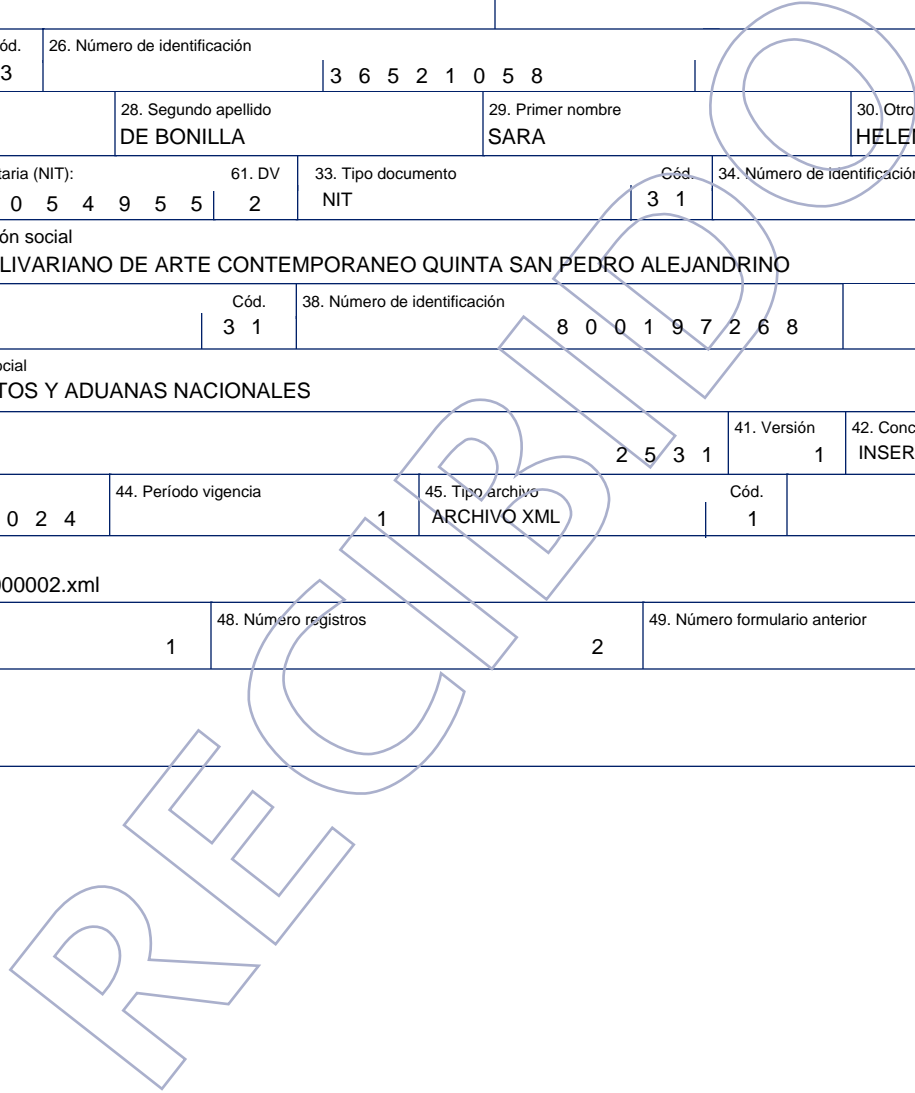 ód. 26. Número de identificación
3 3 6 5 2 1 0 5 8
28. Segundo apellido 29. Primer nombre 30. Otro
DE BONILLA SARA HELEN
taria (NIT): 61. DV 33. Tipo documento Cód. 34. Número de identificación
0 5 4 9 5 5 2 NIT 3 1
ón social
LIVARIANO DE ARTE CONTEMPORANEO QUINTA SAN PEDRO ALEJANDRINO
Cód. 38. Número de identificación
3 1 8 0 0 1 9 7 2 6 8
ocial
TOS Y ADUANAS NACIONALES
41. Versión 42. Conc
2 5 3 1 1 INSER
44. Período vigencia 45. Tipo archivo Cód.
0 2 4 1 ARCHIVO XML 1
000002.xml
48. Número registros 49. Número formulario anterior
1 2
RECIBIDO